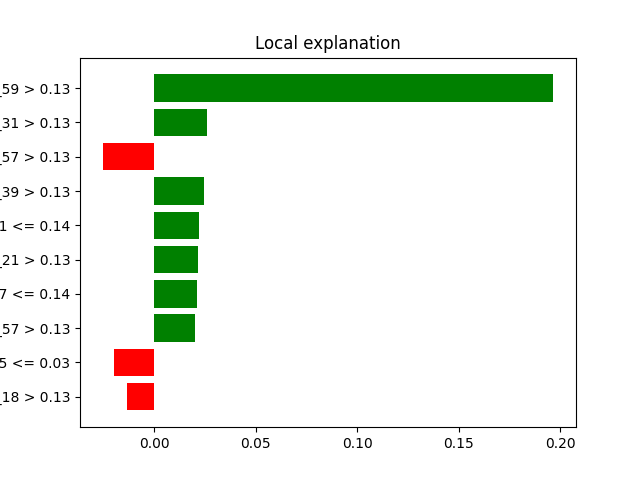 Local explanation
_59 > 0.13
_31 > 0.13
_57 > 0.13
_39 > 0.13
1 <= 0.14
_21 > 0.13
7 <= 0.14
_57 > 0.13
5 <= 0.03
_18 > 0.13
0.00 0.05 0.10 0.15 0.20